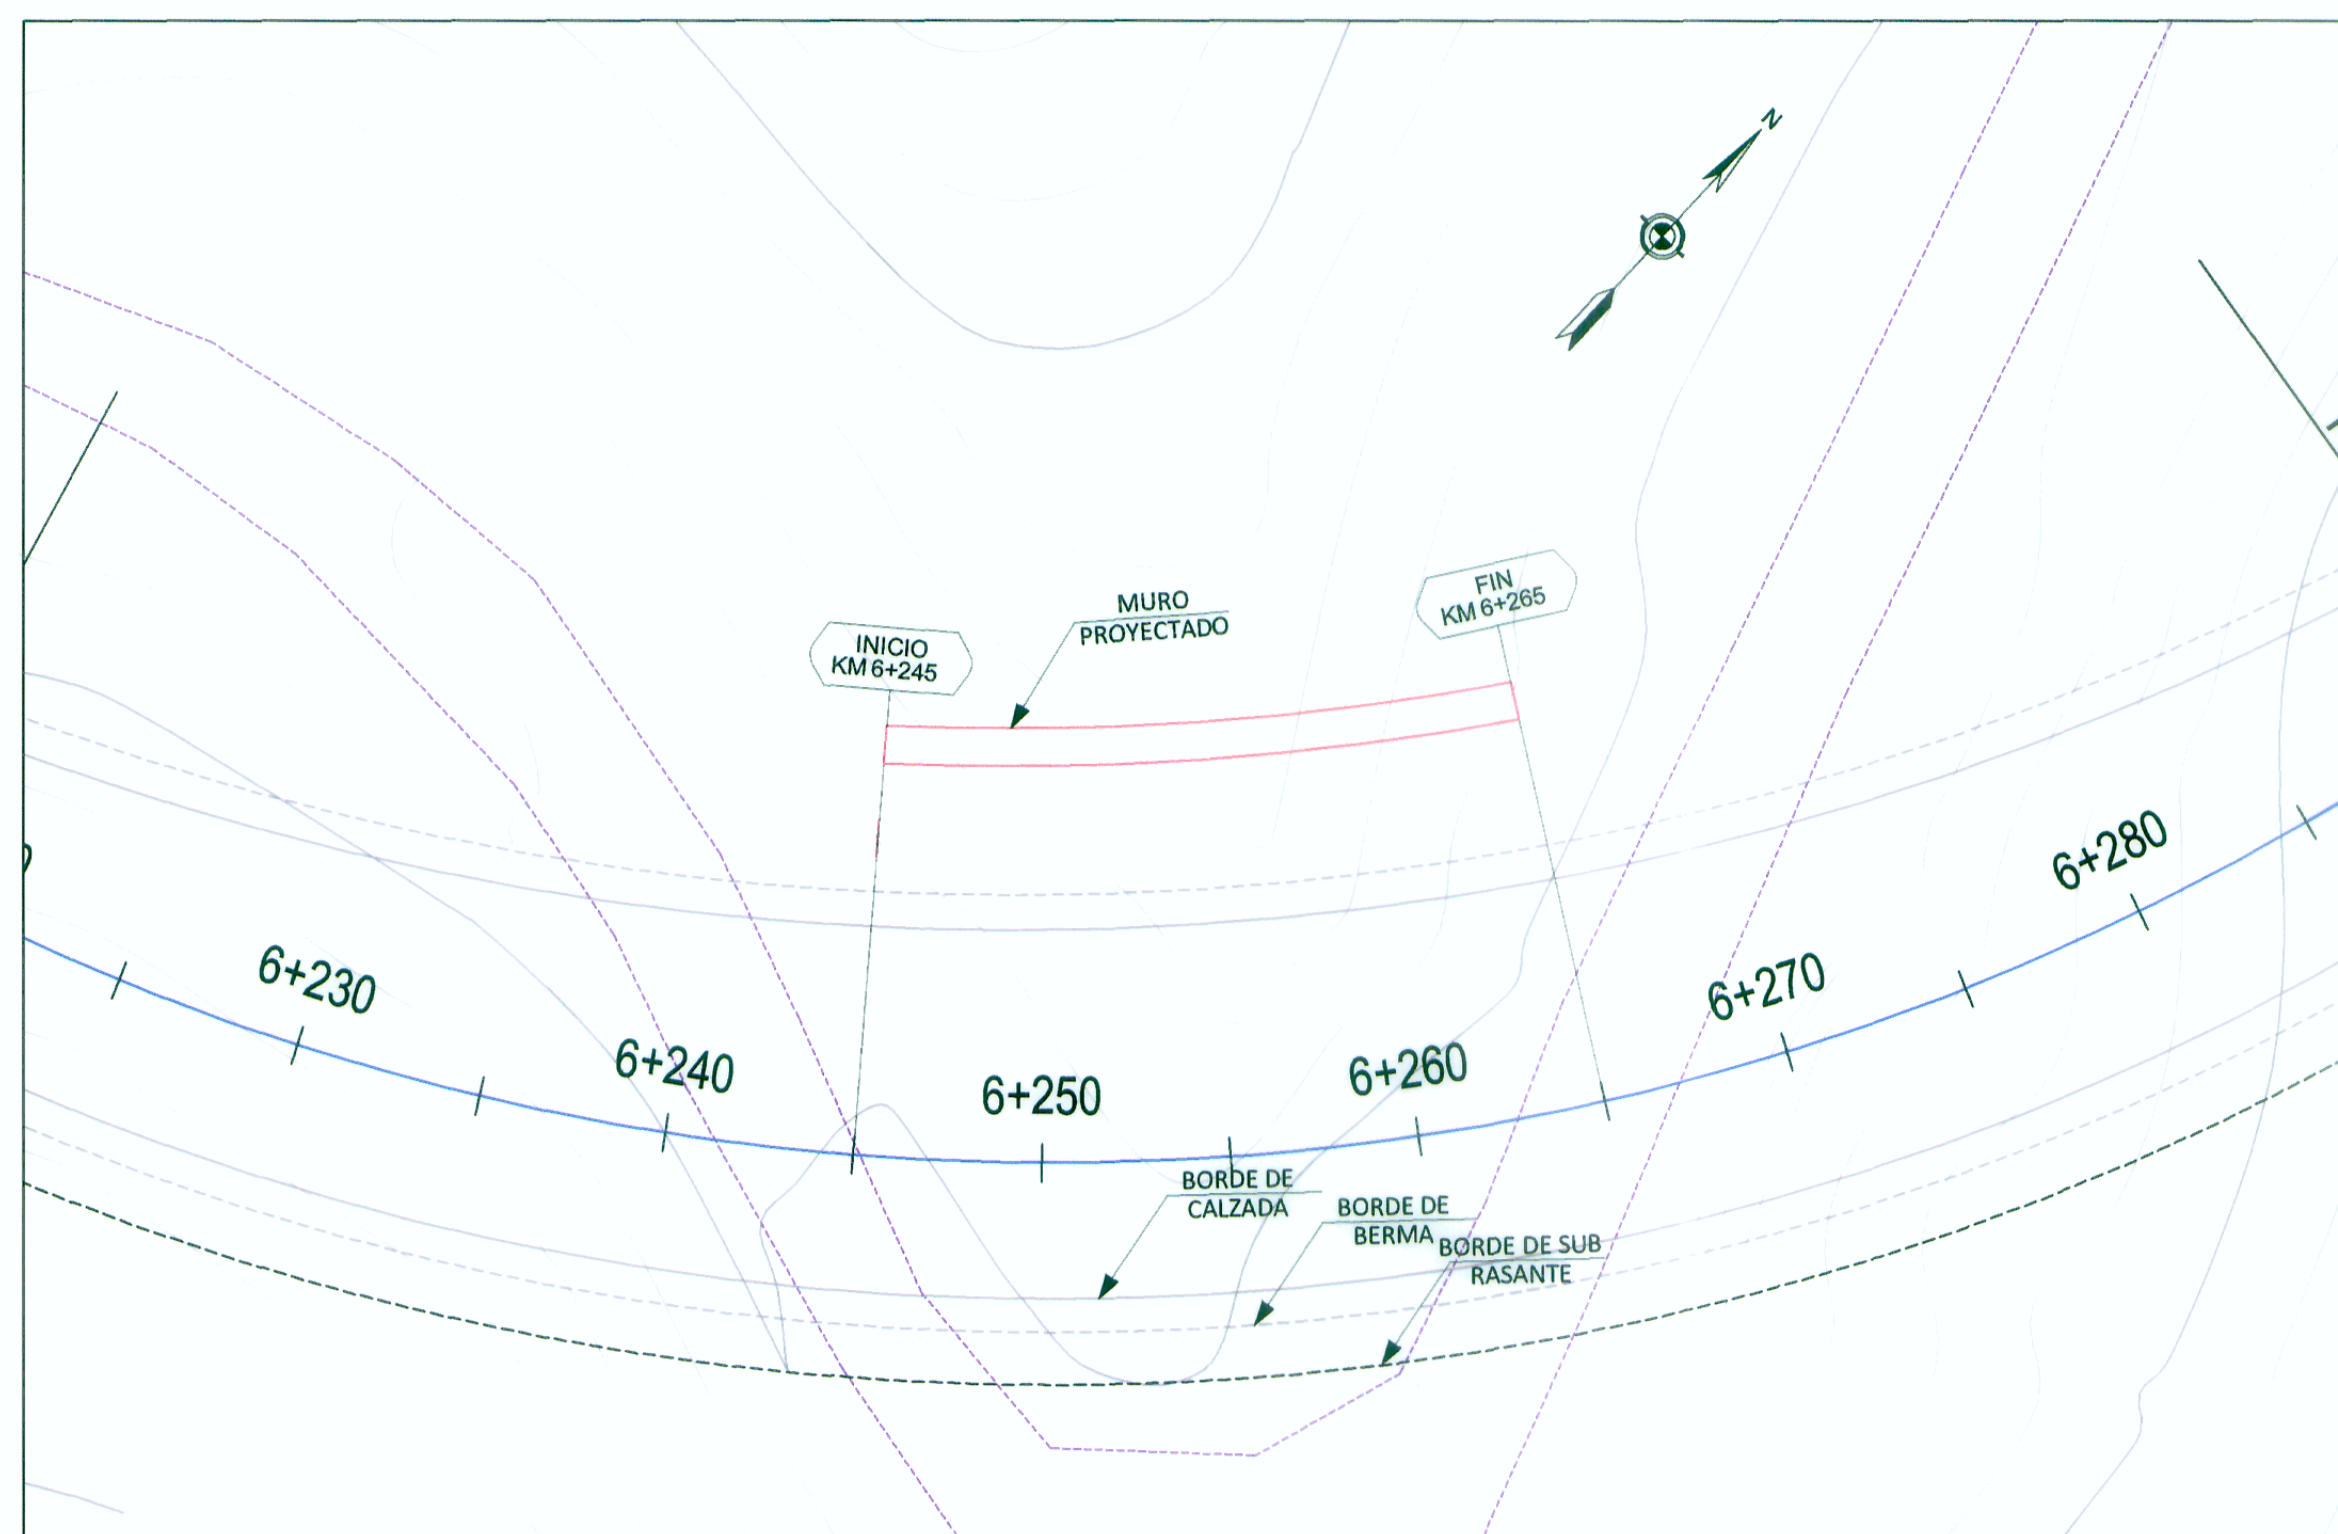 N
FIN
KM 6+265
MURO
PROYECTADO
INICIO
KM 6+245
6+280
6+230
6+270
6+240
6+250
6+260
BORDE DE
CALZADA
BORDE DE
BERMA
BORDE DE SUB
RASANTE